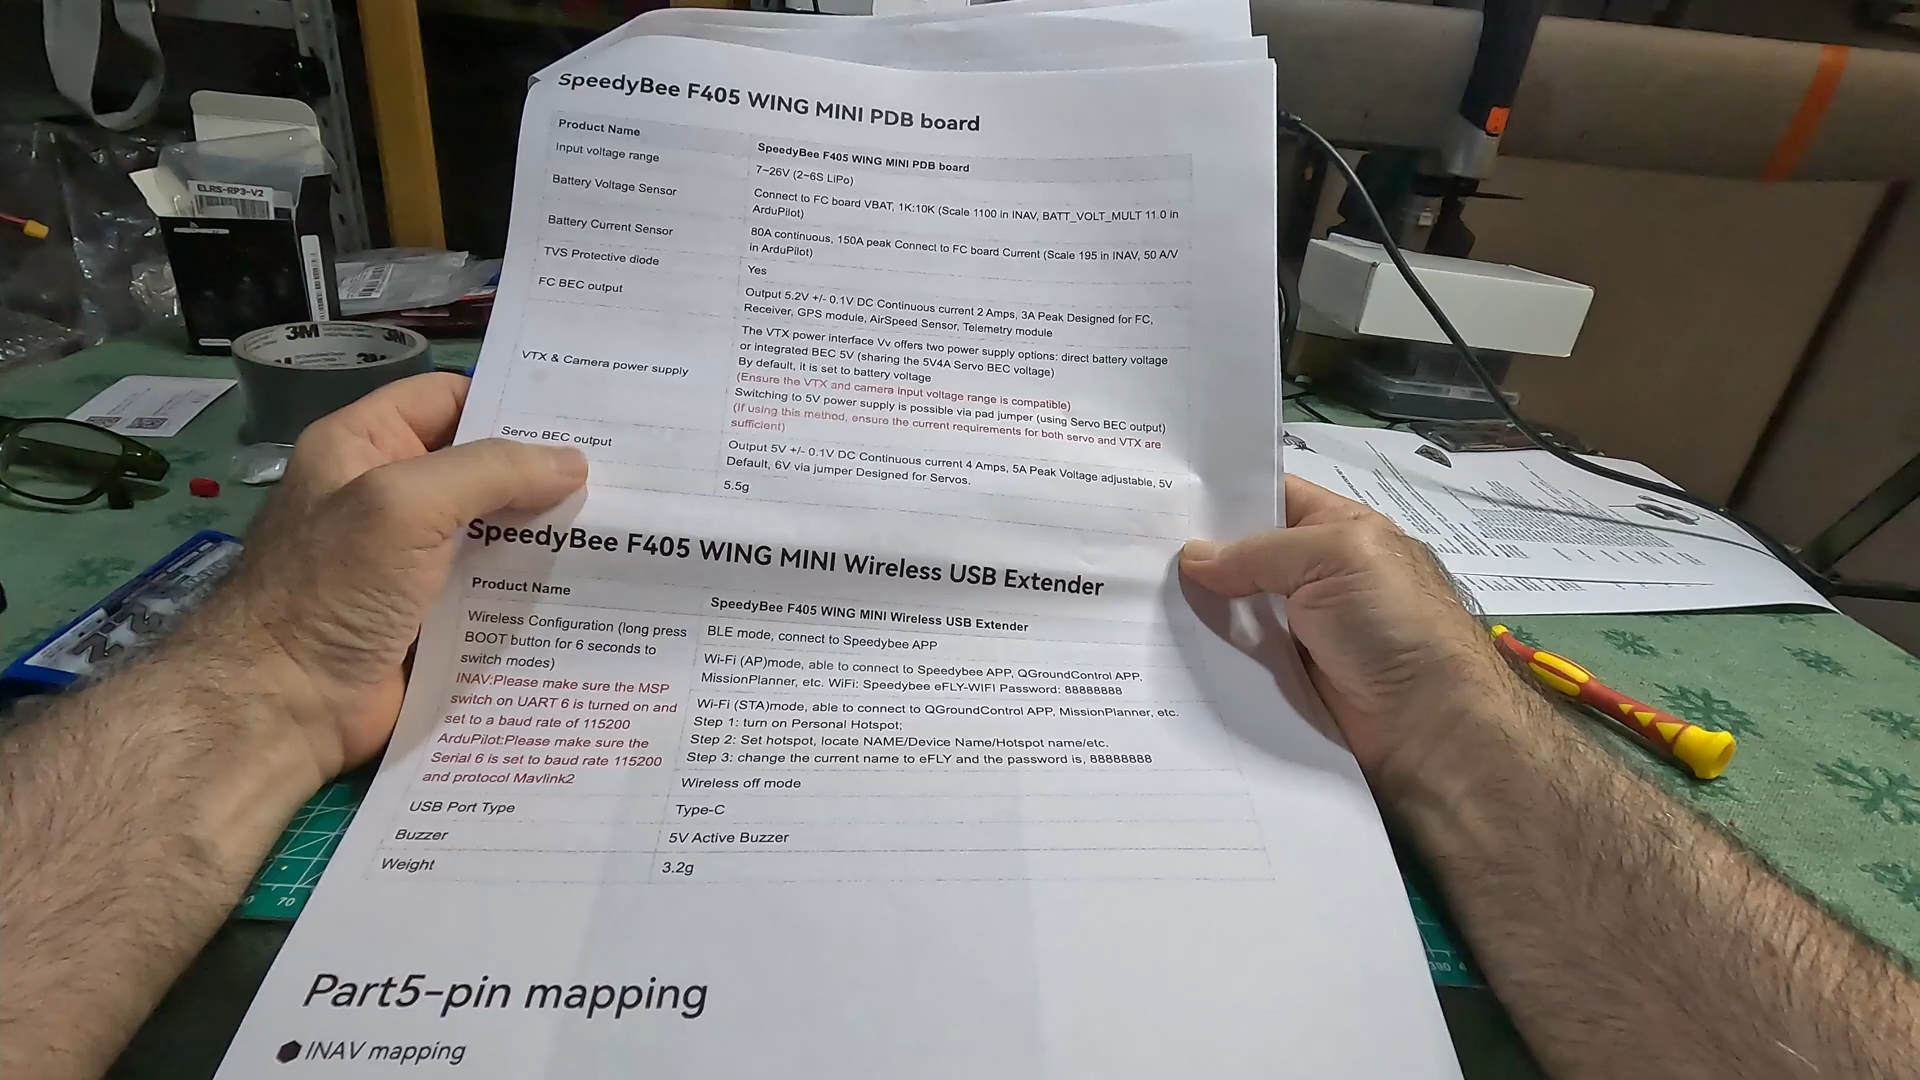 SpeedyBee F405 WING MINI PDB board
Product Name
SpeedyBee F405 WING MINI PDB board
Input voltage range
7~26V (2~6S LiPo)
Battery Voltage Sensor
Connect to FC board VBAT, 1K:10K (Scale 1100 in INAV, BATT_VOLT_MULT 11.0 in
ArduPilot)
Battery Current Sensor
80A continuous, 150A peak Connect to FC board Current (Scale 195 in INAV, 50 A/V
in ArduPilot)
TVS Protective diode
Yes
FC BEC output
Output 5.2V +/- 0.1V DC Continuous current 2 Amps, 3A Peak Designed for FC,
Receiver, GPS module, AirSpeed Sensor, Telemetry module
VTX & Camera power supply
The VTX power interface Vv offers two power supply options: direct battery voltage
or integrated BEC 5V (sharing the 5V4A Servo BEC voltage)
By default, it is set to battery voltage
(Ensure the VTX and camera input voltage range is compatible)
Switching to 5V power supply is possible via pad jumper (using Servo BEC output)
(If using this method, ensure the current requirements for both servo and VTX are
sufficient)
Servo BEC output
Output 5V +/- 0.1V DC Continuous current 4 Amps, 5A Peak Voltage adjustable, 5V
Default, 6V via jumper Designed for Servos.
5.5g
SpeedyBee F405 WING MINI Wireless USB Extender
Product Name
SpeedyBee F405 WING MINI Wireless USB Extender
Wireless Configuration (long press
BOOT button for 6 seconds to
switch modes)
INAV:Please make sure the MSP
switch on UART 6 is turned on and
set to a baud rate of 115200
ArduPilot:Please make sure the
Serial 6 is set to baud rate 115200
and protocol Mavlink2
BLE mode, connect to Speedybee APP
Wi-Fi (AP)mode, able to connect to Speedybee APP, QGroundControl APP,
MissionPlanner, etc. WiFi: Speedybee eFLY-WIFI Password: 88888888
Wi-Fi (STA)mode, able to connect to QGroundControl APP, MissionPlanner, etc.
Step 1: turn on Personal Hotspot;
Step 2: Set hotspot, locate NAME/Device Name/Hotspot name/etc.
Step 3: change the current name to eFLY and the password is, 88888888
Wireless off mode
USB Port Type
Type-C
Buzzer
5V Active Buzzer
Weight
3.2g
Part5-pin mapping
INAV mapping
ELRS-RP3-V2
3M
3M
70